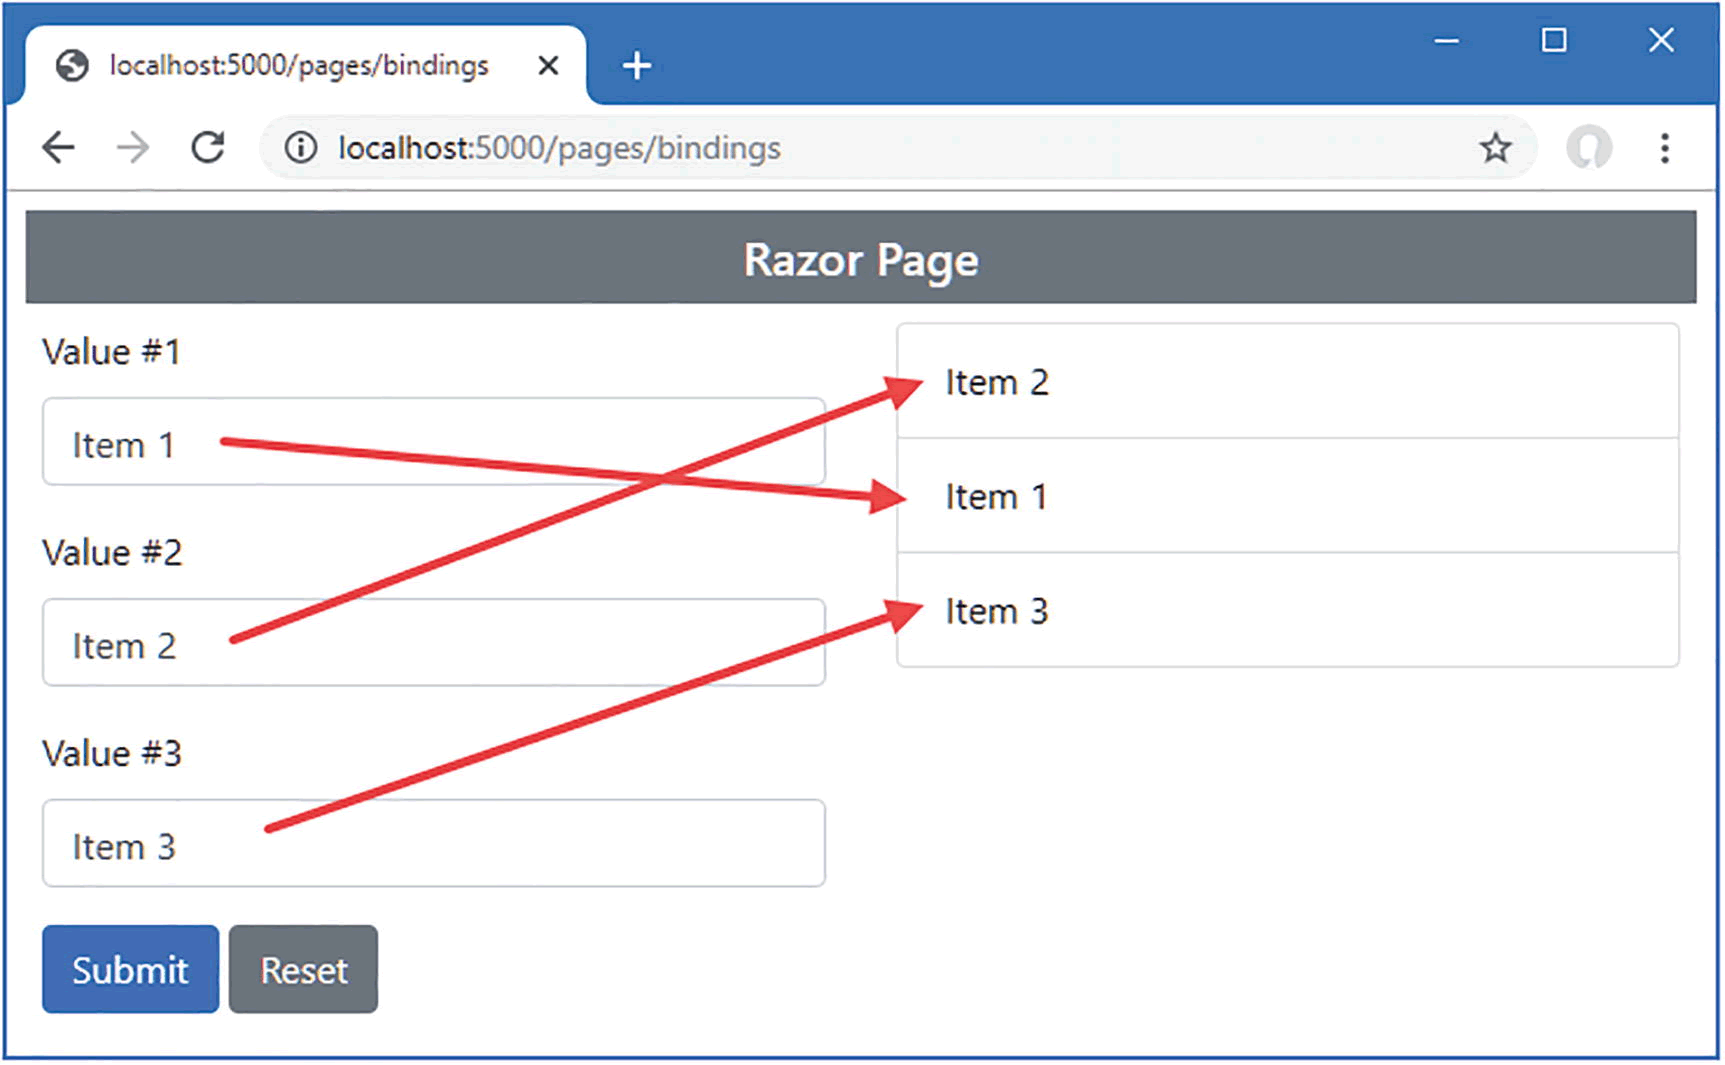 localhost:5000/pages/bindings
localhost:5000/pages/bindings
Razor Page
Value #1
Item 1
Value #2
Item 2
Value #3
Item 3
Submit Reset
Item 2
Item 1
Item 3